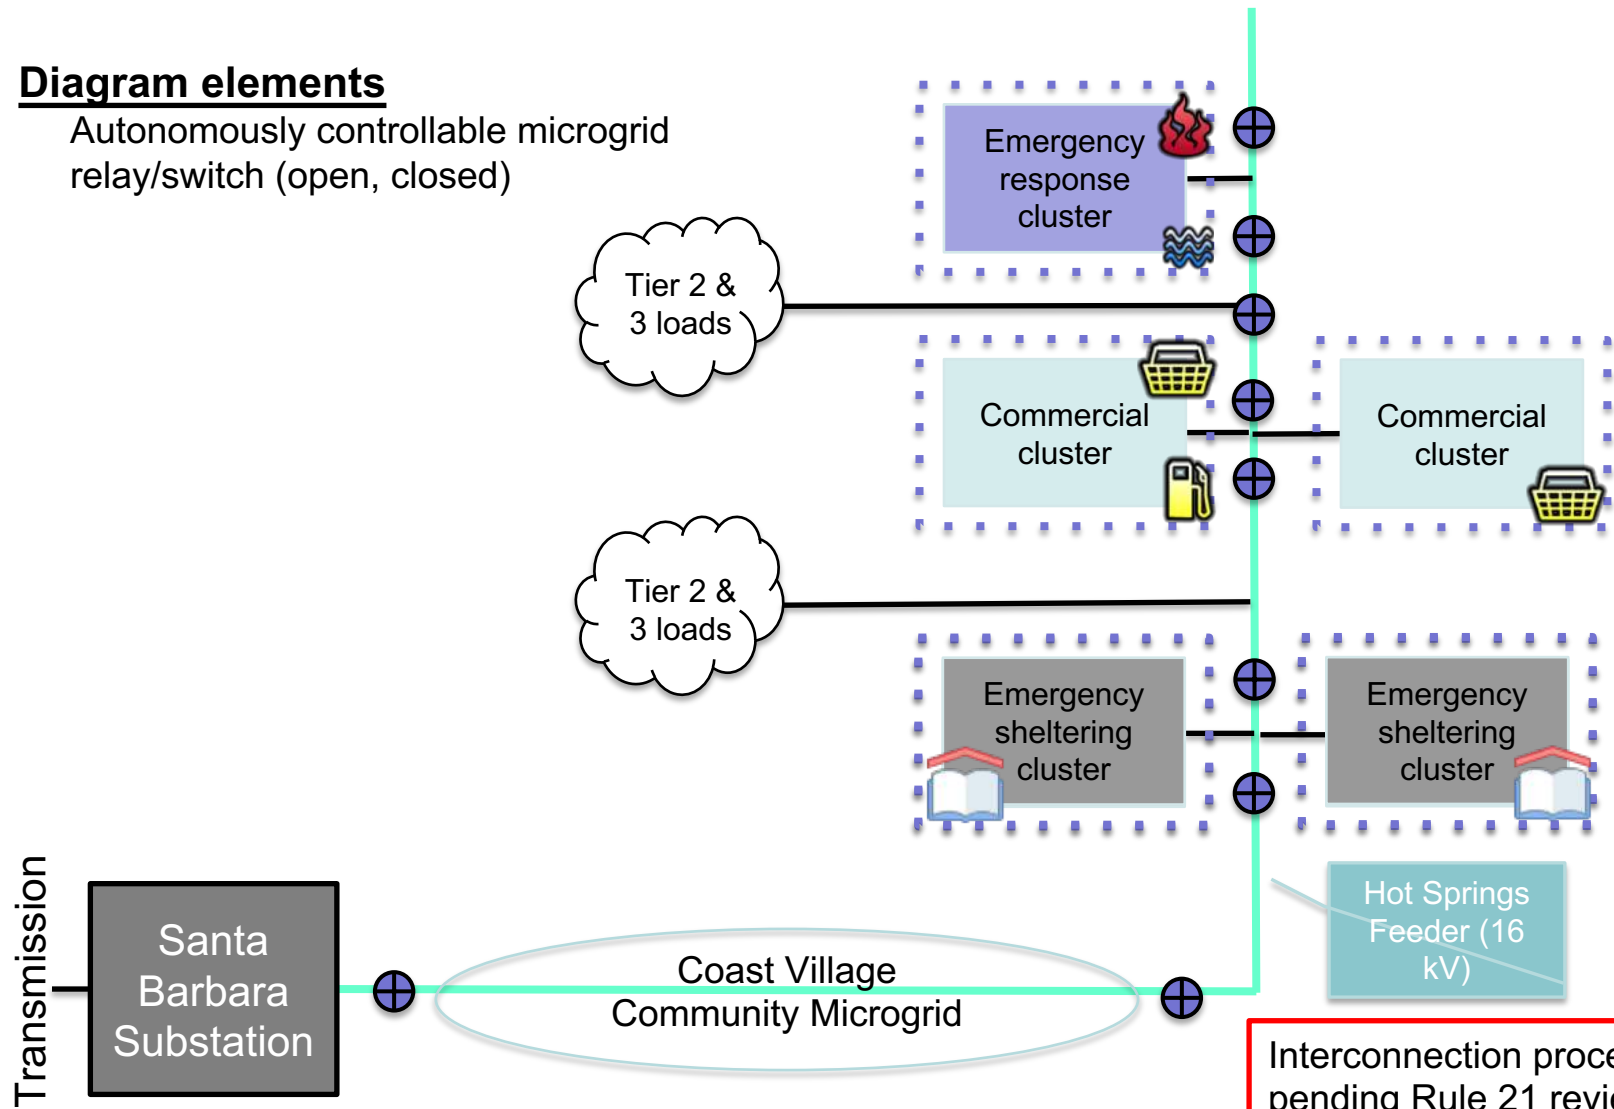 Diagram elements
Autonomously controllable microgrid
relay/switch (open, closed)
Emergency
response
cluster
Tier 2 &
3 loads
Commercial
cluster
Commercial
cluster
Tier 2 &
3 loads
Emergency
sheltering
cluster
Emergency
sheltering
cluster
Hot Springs
Feeder (16
kV)
Transmission
Santa
Barbara
Substation
Coast Village
Community Microgrid
Interconnection
pending Rule 21